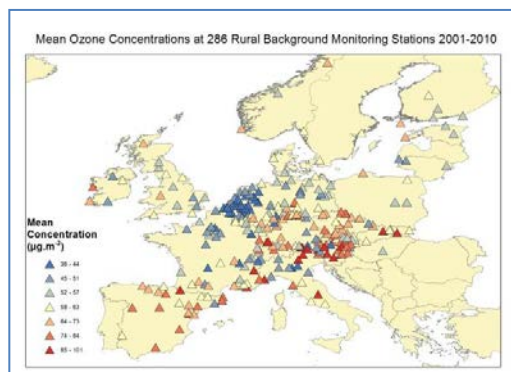 Mean Ozone Concentrations at 286 Rural Background Monitoring Stations 2001-2010
Mean
Concentration
(µg.m⁻³)
36 - 44
45 - 51
52 - 57
58 - 63
64 - 73
74 - 84
85 - 101